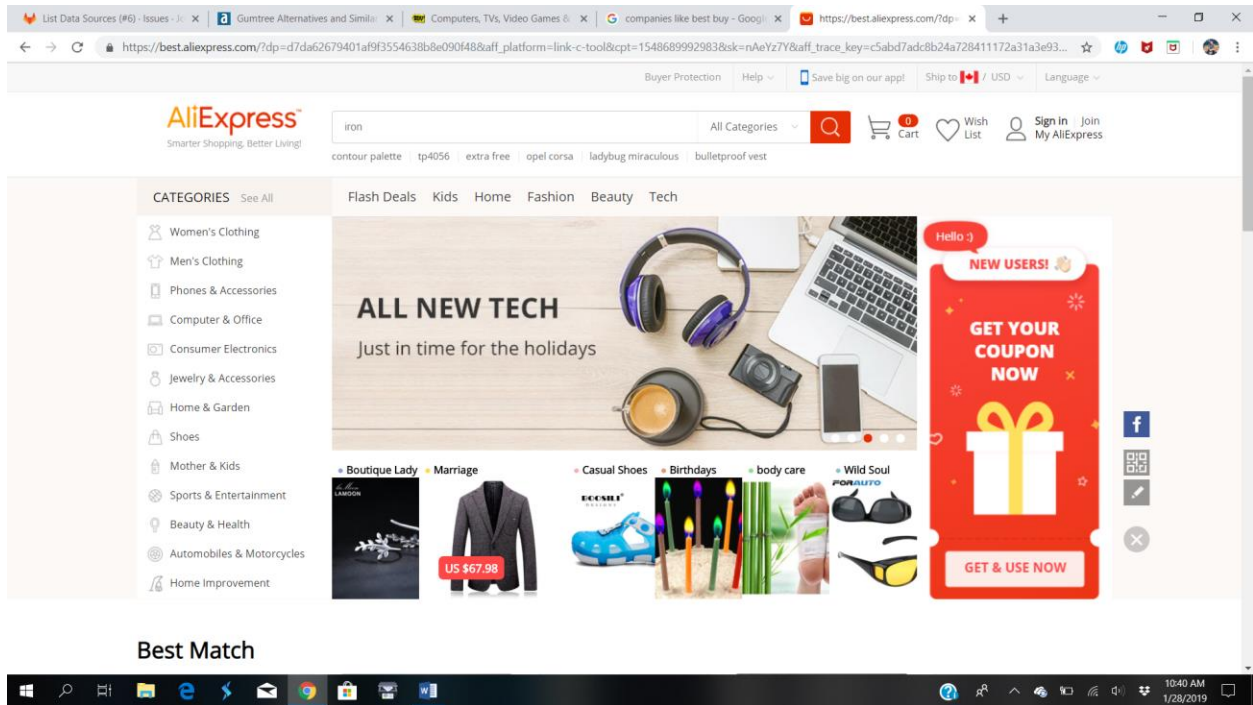 List Data Sources (#6) · Issues · Jo
Gumtree Alternatives and Simila
Computers, TVs, Video Games &
companies like best buy - Googl
https://best.aliexpress.com/?dp=
https://best.aliexpress.com/?dp=d7da62679401af9f3554638b8e090f48&aff_platform=link-c-tool&cpt=1548689992983&sk=nAeYz7Y&aff_trace_key=c5abd7adc8b24a728411172a31a3e93...
Buyer Protection Help Save big on our app! Ship to / USD Language
AliExpress™
Smarter Shopping, Better Living!
iron All Categories
0
Cart
Wish
List
Sign in Join
My AliExpress
contour palette tp4056 extra free opel corsa ladybug miraculous bulletproof vest
CATEGORIES See All
Flash Deals Kids Home Fashion Beauty Tech
Women's Clothing
Men's Clothing
Phones & Accessories
Computer & Office
Consumer Electronics
Jewelry & Accessories
Home & Garden
Shoes
Mother & Kids
Sports & Entertainment
Beauty & Health
Automobiles & Motorcycles
Home Improvement
ALL NEW TECH
Just in time for the holidays
Hello :)
NEW USERS!
GET YOUR
COUPON
NOW
GET & USE NOW
Boutique Lady Marriage Casual Shoes Birthdays body care Wild Soul
LAMOON
US $67.98
BOOSILI
FORAUTO
Best Match
10:40 AM
1/28/2019